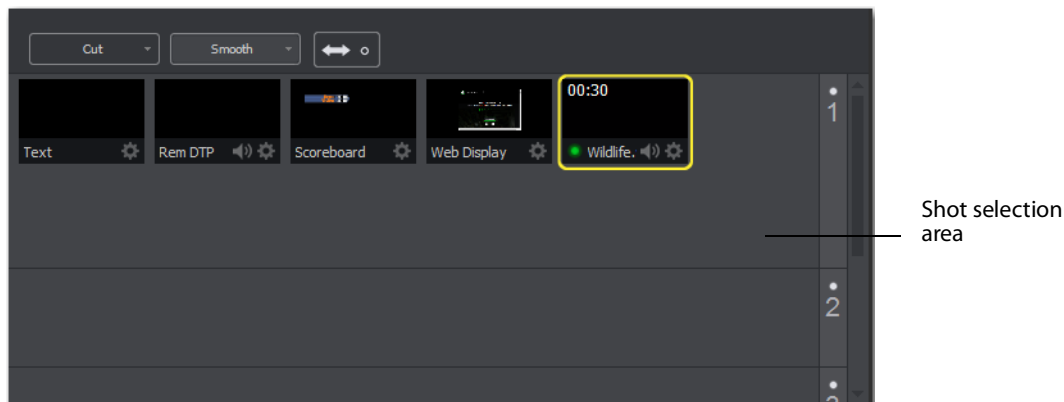 Cut
Smooth
00:30
Text
Rem DTP
Scoreboard
Web Display
Wildlife.
1
2
Shot selection
area